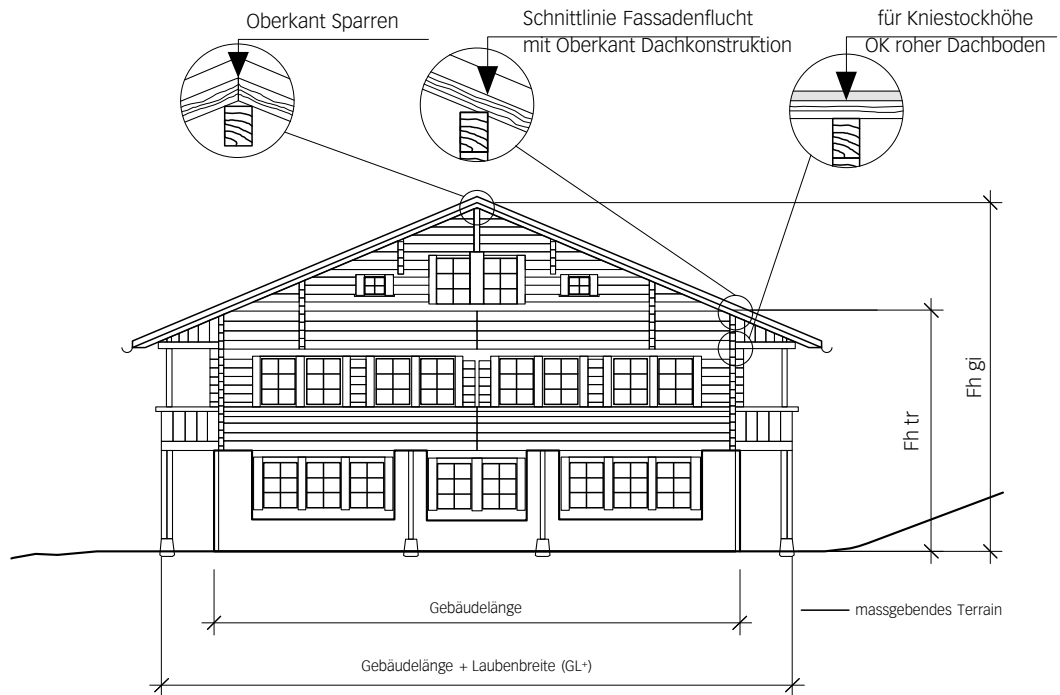 Oberkant Sparren
Schnittlinie Fassadenflucht
mit Oberkant Dachkonstruktion
für Kniestockhöhe
OK roher Dachboden
Fh gi
Fh tr
Gebäudelänge
massgebendes Terrain
Gebäudelänge + Laubenbreite (GL⁺)